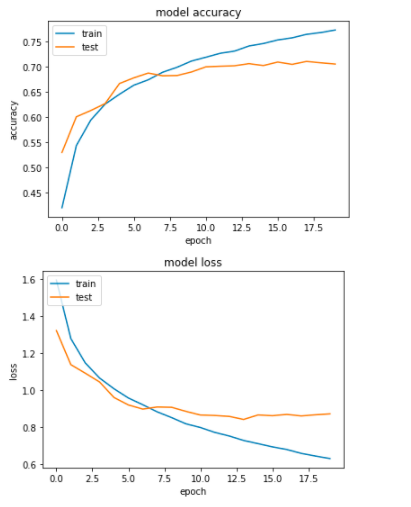 model accuracy
train
test
0.75
0.70
0.65
0.60
0.55
0.50
0.45
accuracy
0.0 2.5 5.0 7.5 10.0 12.5 15.0 17.5
epoch
model loss
1.6
train
test
1.4
1.2
1.0
0.8
0.6
loss
0.0 2.5 5.0 7.5 10.0 12.5 15.0 17.5
epoch